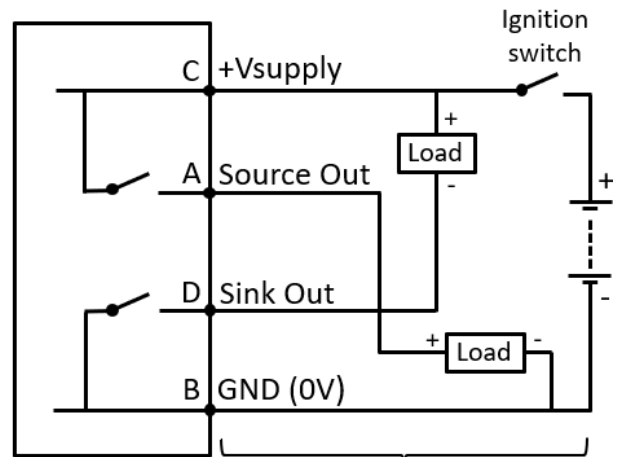 Ignition
switch
C +Vsupply
+
Load
-
A Source Out
+
-
D Sink Out
+ Load -
B GND (0V)